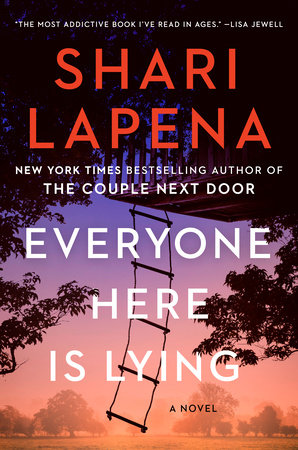 "THE MOST ADDICTIVE BOOK I'VE READ IN AGES." —LISA JEWELL
SHARI
LAPENA
NEW YORK TIMES BESTSELLING AUTHOR OF
THE COUPLE NEXT DOOR
EVERYONE
HERE
IS LYING
A NOVEL